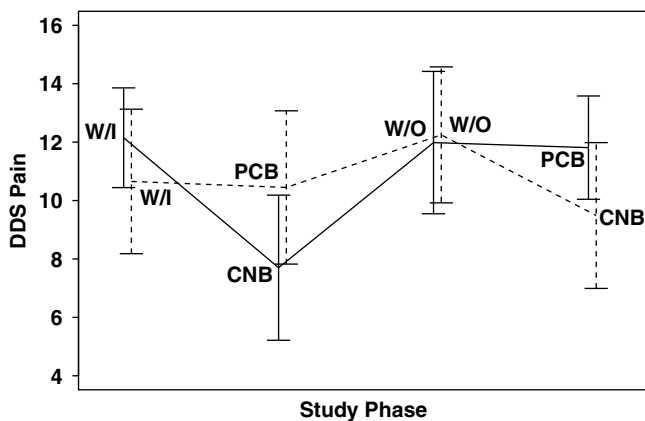 16
14
12
10
8
6
4
DDS Pain
W/I
W/I
PCB
CNB
W/O
W/O
PCB
CNB
Study Phase